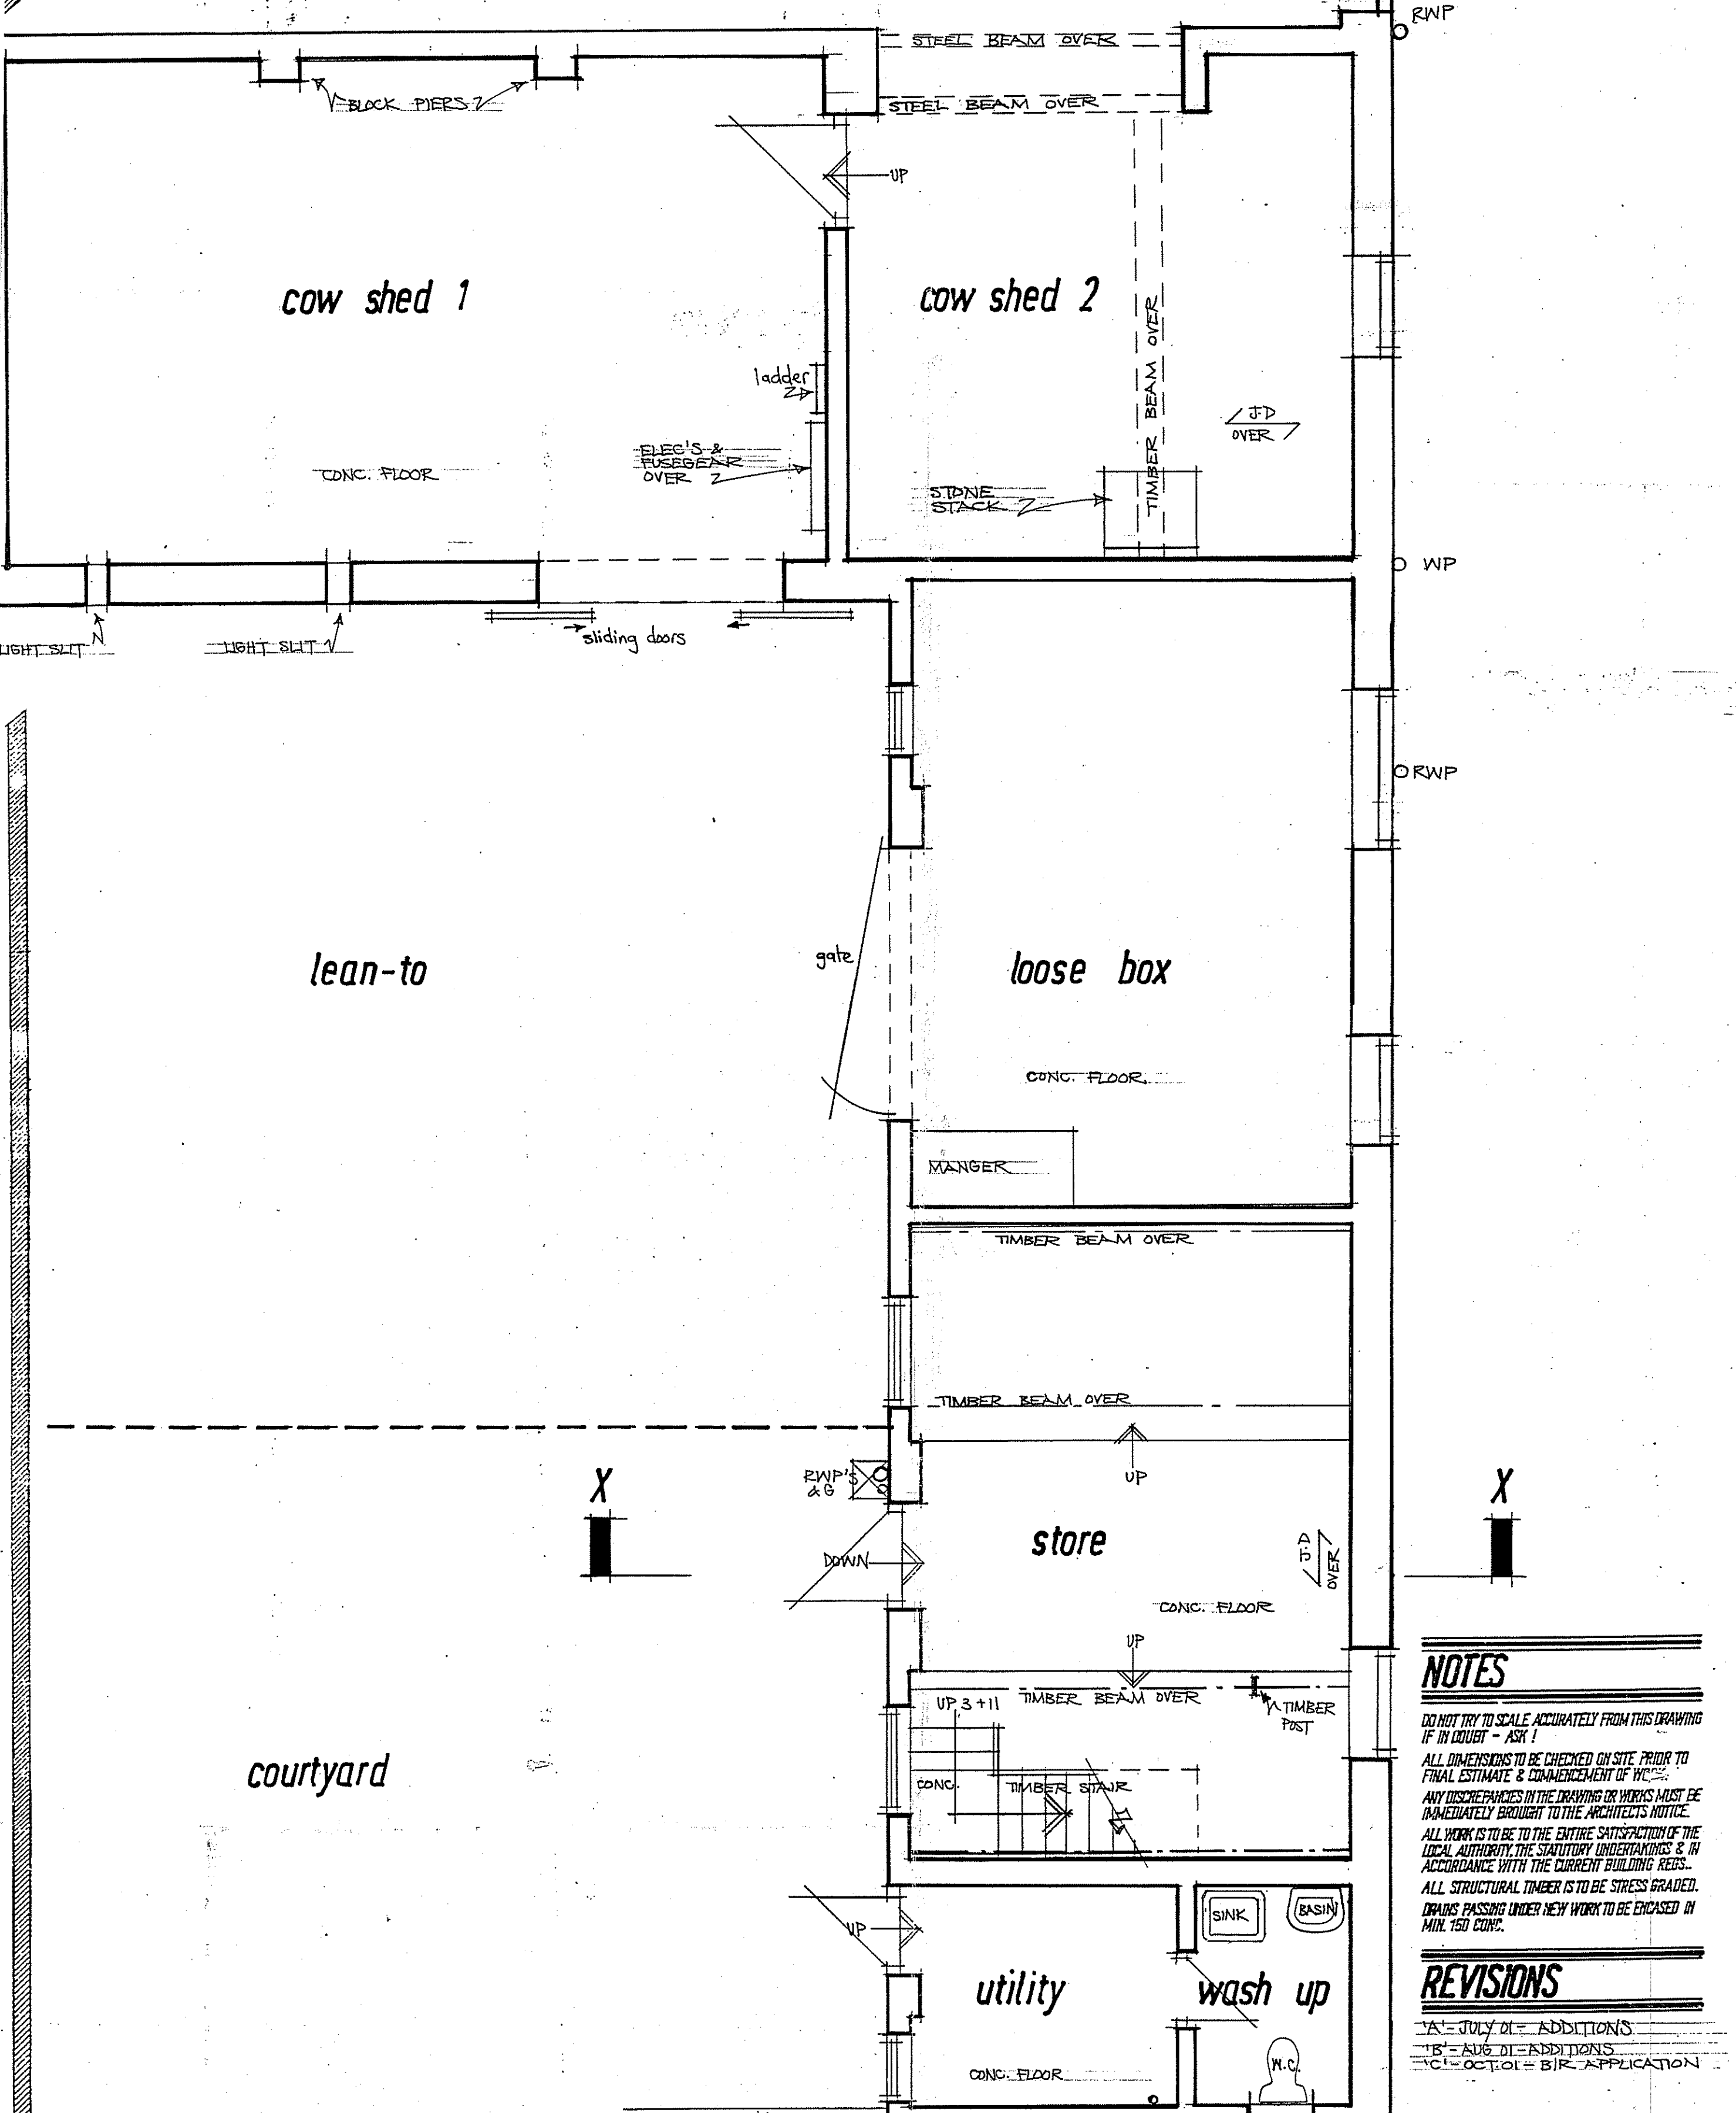 RWP
STEEL BEAM OVER
BLOCK PIERS
STEEL BEAM OVER
UP
cow shed 1
cow shed 2
TIMBER BEAM OVER
ladder
J.D
OVER
ELEC'S &
FUSEGEAR
OVER
CONC. FLOOR
STONE
STACK
WP
LIGHT SLIT
LIGHT SLIT
sliding doors
RWP
gate
lean-to
loose box
CONC. FLOOR
MANGER
TIMBER BEAM OVER
TIMBER BEAM OVER
UP
RWP'S
& G
X
X
DOWN
store
J.D
OVER
CONC. FLOOR
UP
UP 3 + 11
TIMBER BEAM OVER
TIMBER
POST
CONC.
TIMBER STAIR
courtyard
UP
SINK
BASIN
utility
wash up
W.C.
CONC. FLOOR
NOTES
DO NOT TRY TO SCALE ACCURATELY FROM THIS DRAWING
IF IN DOUBT - ASK !
ALL DIMENSIONS TO BE CHECKED ON SITE PRIOR TO
FINAL ESTIMATE & COMMENCEMENT OF
ANY DISCREPANCIES IN THE DRAWING OR WORKS MUST BE
IMMEDIATELY BROUGHT TO THE ARCHITECTS NOTICE.
ALL WORK IS TO BE TO THE ENTIRE SATISFACTION OF THE
LOCAL AUTHORITY, THE STATUTORY UNDERTAKINGS & IN
ACCORDANCE WITH THE CURRENT BUILDING REGS..
ALL STRUCTURAL TIMBER IS TO BE STRESS GRADED.
DRAINS PASSING UNDER NEW WORK TO BE ENCASED IN
MIN. 150 CONC.
REVISIONS
'A' - JULY 01 - ADDITIONS
'B' - AUG 01 - ADDITIONS
'C' - OCT. 01 - B/R APPLICATION